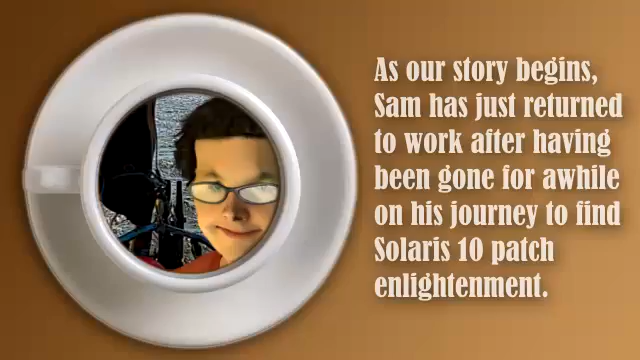 As our story begins,
Sam has just returned
to work after having
been gone for awhile
on his journey to find
Solaris 10 patch
enlightenment.